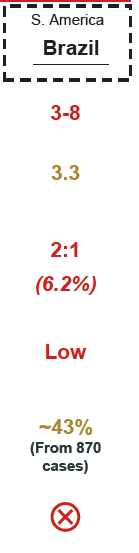 S. America
Brazil
3-8
3.3
2:1
(6.2%)
Low
~43%
(From 870
cases)